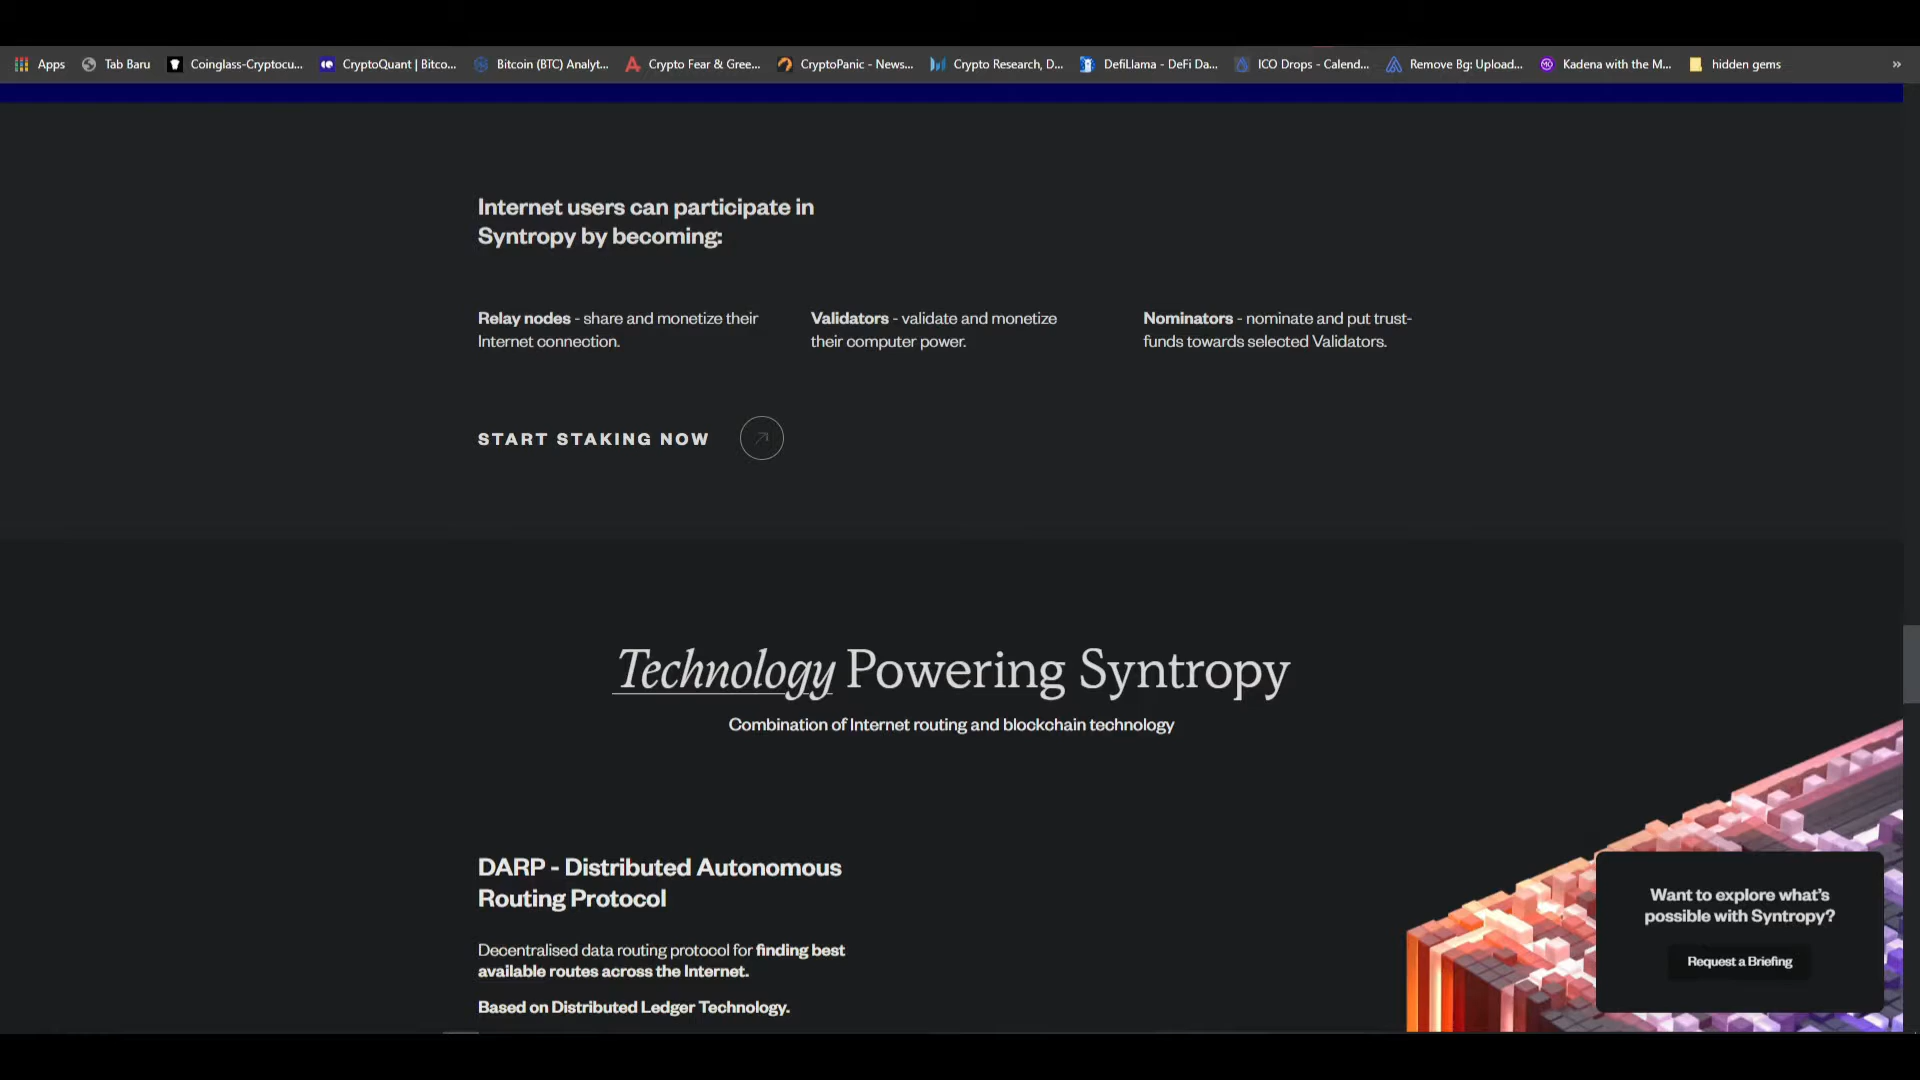 Apps Tab Baru Coinglass-Cryptocu... CryptoQuant | Bitco... Bitcoin (BTC) Analyt... Crypto Fear & Gree... CryptoPanic - News... Crypto Research, D... DefiLlama - DeFi Da... ICO Drops - Calend... Remove Bg: Upload... Kadena with the M... hidden gems »
Internet users can participate in
Syntropy by becoming:
Relay nodes - share and monetize their
Internet connection.
Validators - validate and monetize
their computer power.
Nominators - nominate and put trust-
funds towards selected Validators.
START STAKING NOW
Technology Powering Syntropy
Combination of Internet routing and blockchain technology
DARP - Distributed Autonomous
Routing Protocol
Decentralised data routing protocol for finding best
available routes across the Internet.
Based on Distributed Ledger Technology.
Want to explore what's
possible with Syntropy?
Request a Briefing